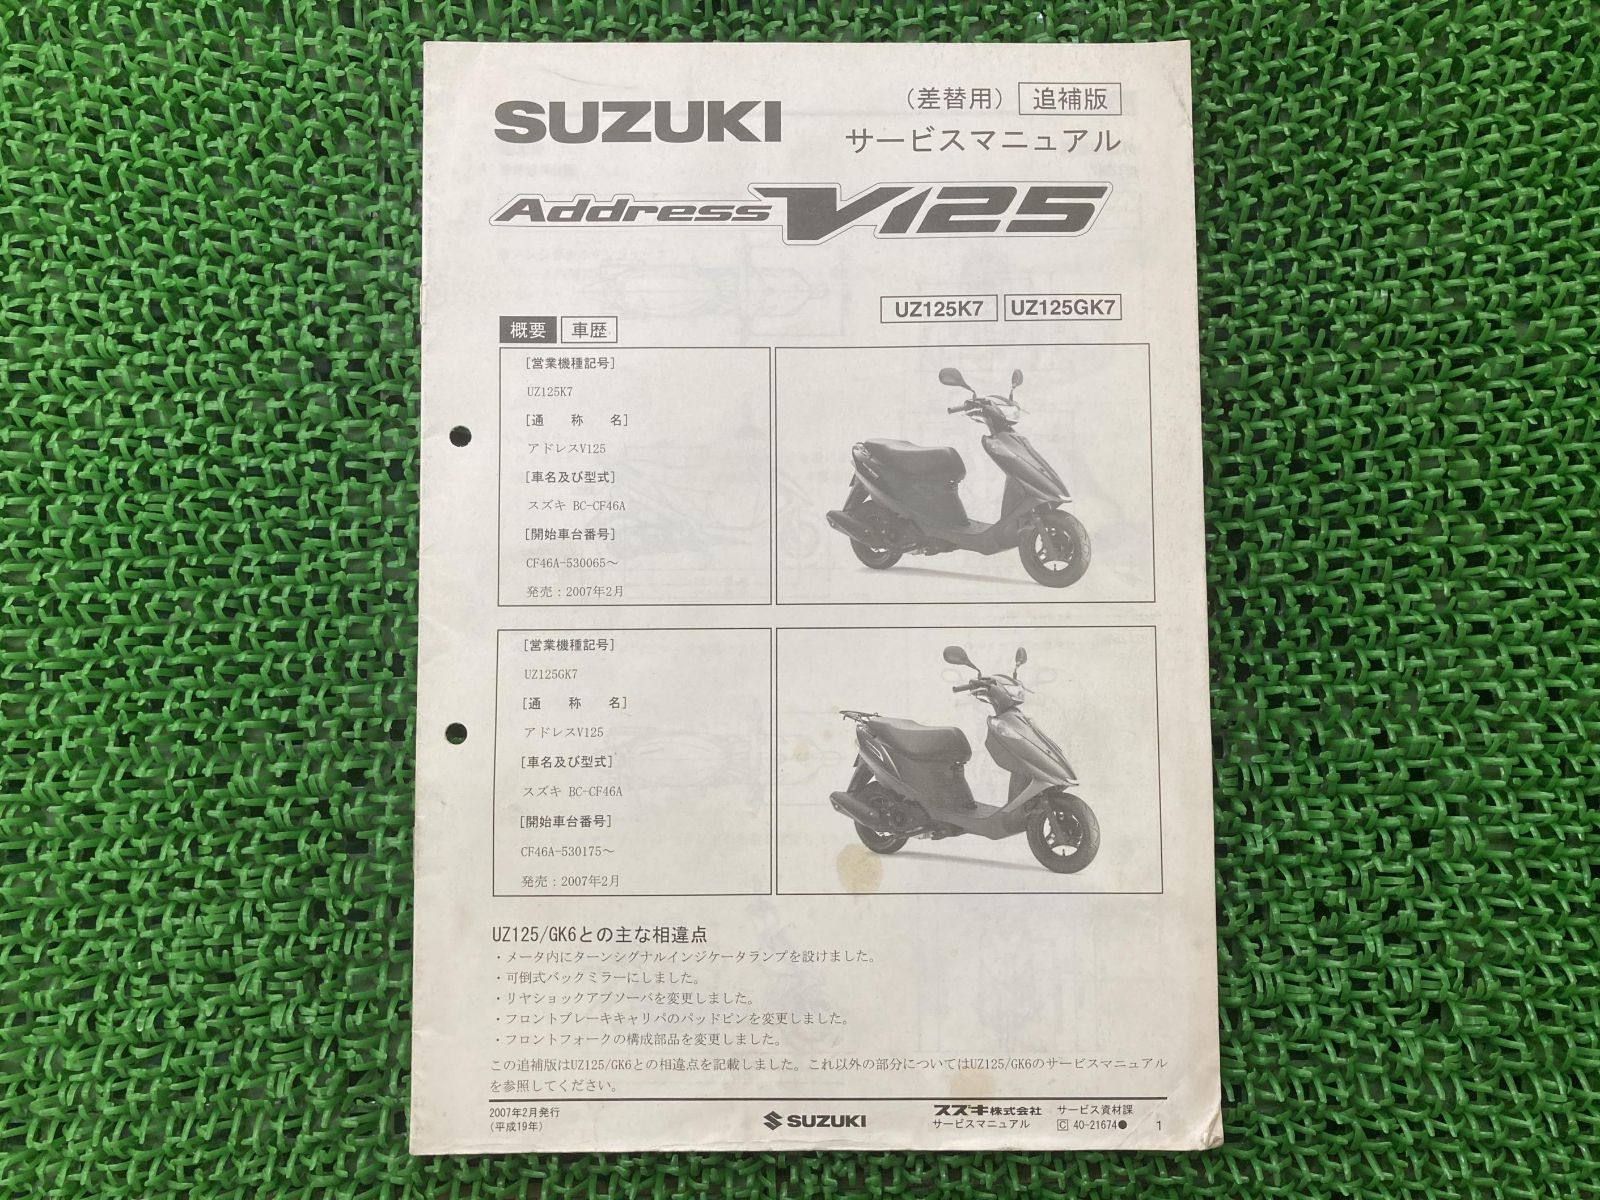 SUZUKI
（差替用） 追補版
サービスマニュアル
Address V125
UZ125K7 UZ125GK7
概要 車歴
［営業機種記号］
UZ125K7
［通　称　名］
アドレスV125
［車名及び型式］
スズキ BC-CF46A
［開始車台番号］
CF46A-530065～
発売：2007年2月
［営業機種記号］
UZ125GK7
［通　称　名］
アドレスV125
［車名及び型式］
スズキ BC-CF46A
［開始車台番号］
CF46A-530175～
発売：2007年2月
UZ125/GK6との主な相違点
・メータ内にターンシグナルインジケータランプを設けました。
・可倒式バックミラーにしました。
・リヤショックアブソーバを変更しました。
・フロントブレーキキャリパのパッドピンを変更しました。
・フロントフォークの構成部品を変更しました。
この追補版はUZ125/GK6との相違点を記載しました。これ以外の部分についてはUZ125/GK6のサービスマニュアル
を参照してください。
2007年2月発行
（平成19年）
SUZUKI
スズキ株式会社 サービス資材課
サービスマニュアル C 40-21674● 1